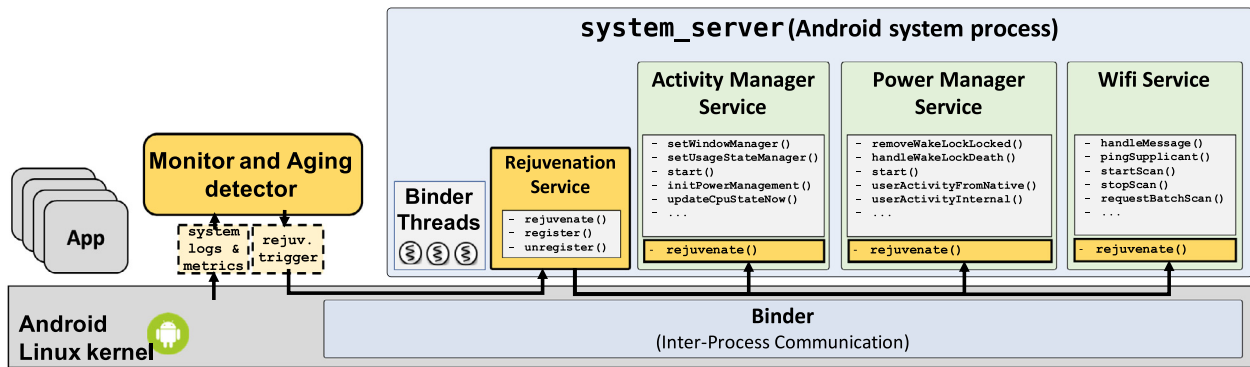 system_server(Android system process)
App
Monitor and Aging
detector
system
logs &
metrics
rejuv.
trigger
Binder
Threads
Rejuvenation
Service
- rejuvenate()
- register()
- unregister()
Activity Manager
Service
- setWindowManager()
- setUsageStateManager()
- start()
- initPowerManagement()
- updateCpuStateNow()
- ...
- rejuvenate()
Power Manager
Service
- removeWakeLockLocked()
- handleWakeLockDeath()
- start()
- userActivityFromNative()
- userActivityInternal()
- ...
- rejuvenate()
Wifi Service
- handleMessage()
- pingSupplicant()
- startScan()
- stopScan()
- requestBatchScan()
- ...
- rejuvenate()
Android
Linux kernel
Binder
(Inter-Process Communication)